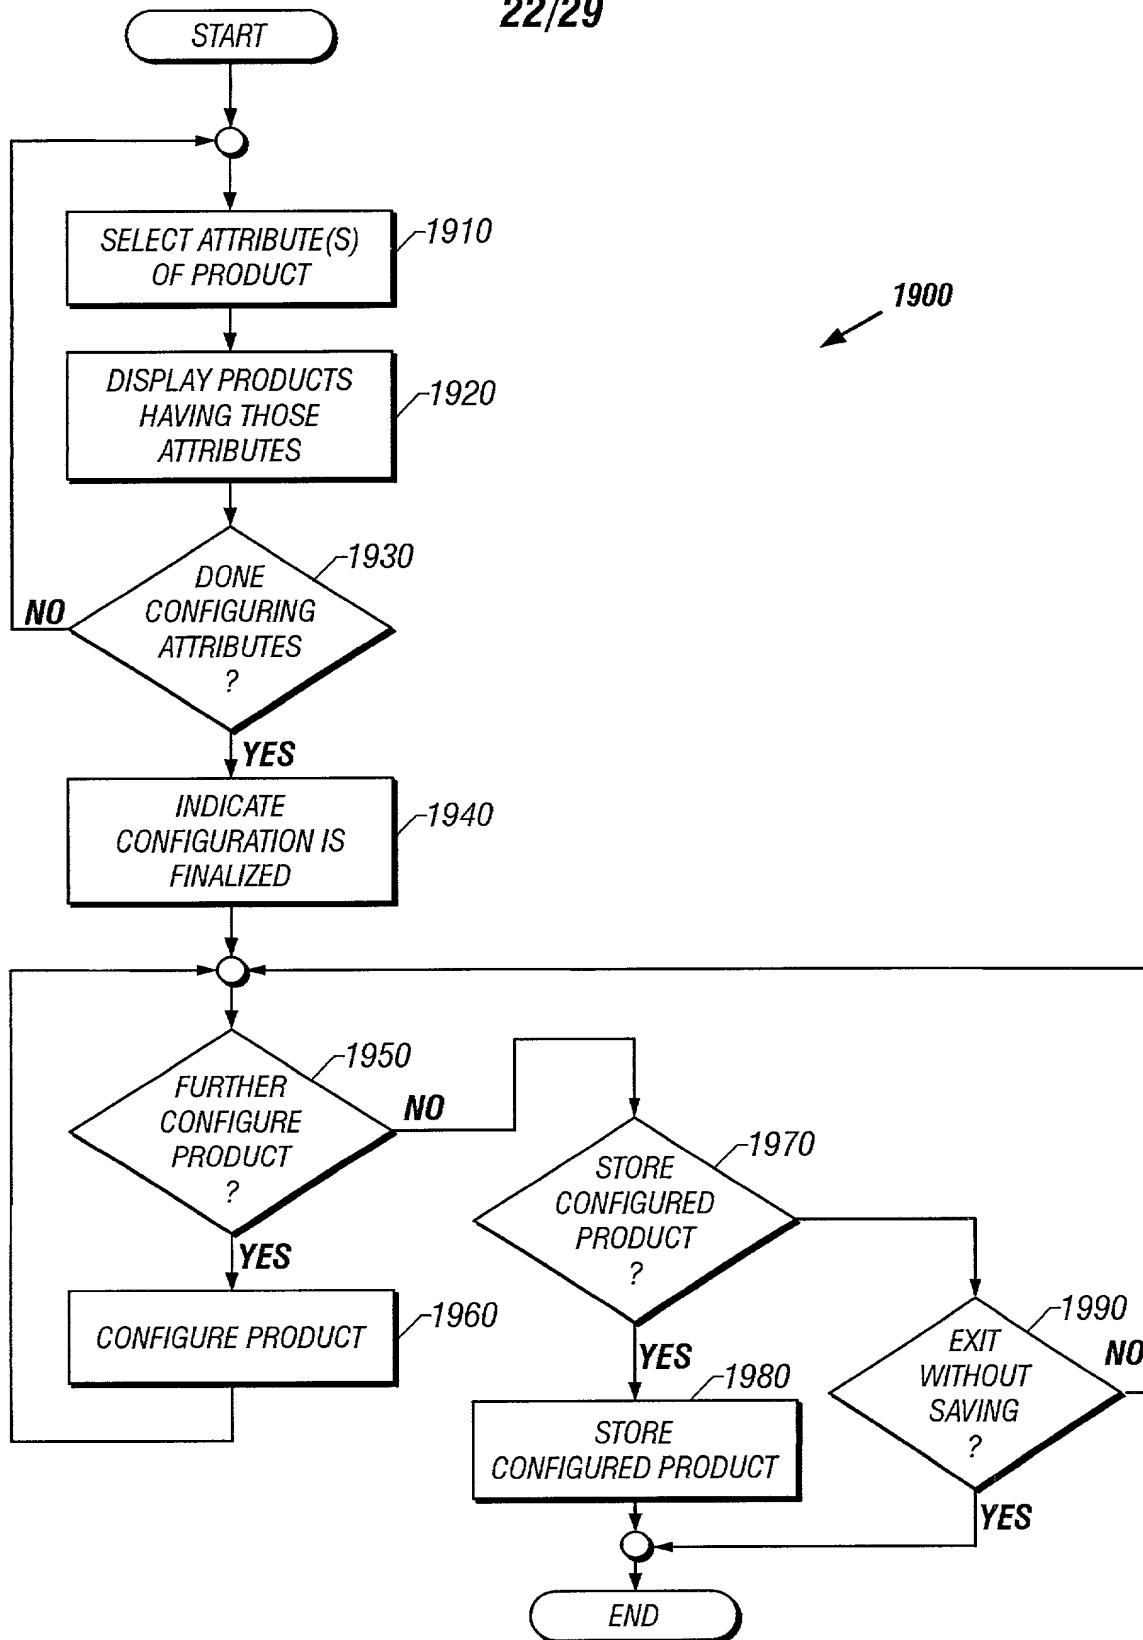 22/29
START
SELECT ATTRIBUTE(S)
OF PRODUCT
1910
1900
DISPLAY PRODUCTS
HAVING THOSE
ATTRIBUTES
1920
DONE
CONFIGURING
ATTRIBUTES
?
1930
NO
YES
INDICATE
CONFIGURATION IS
FINALIZED
1940
FURTHER
CONFIGURE
PRODUCT
?
1950
NO
YES
CONFIGURE PRODUCT
1960
STORE
CONFIGURED
PRODUCT
?
1970
YES
STORE
CONFIGURED PRODUCT
1980
EXIT
WITHOUT
SAVING
?
1990
NO
YES
END